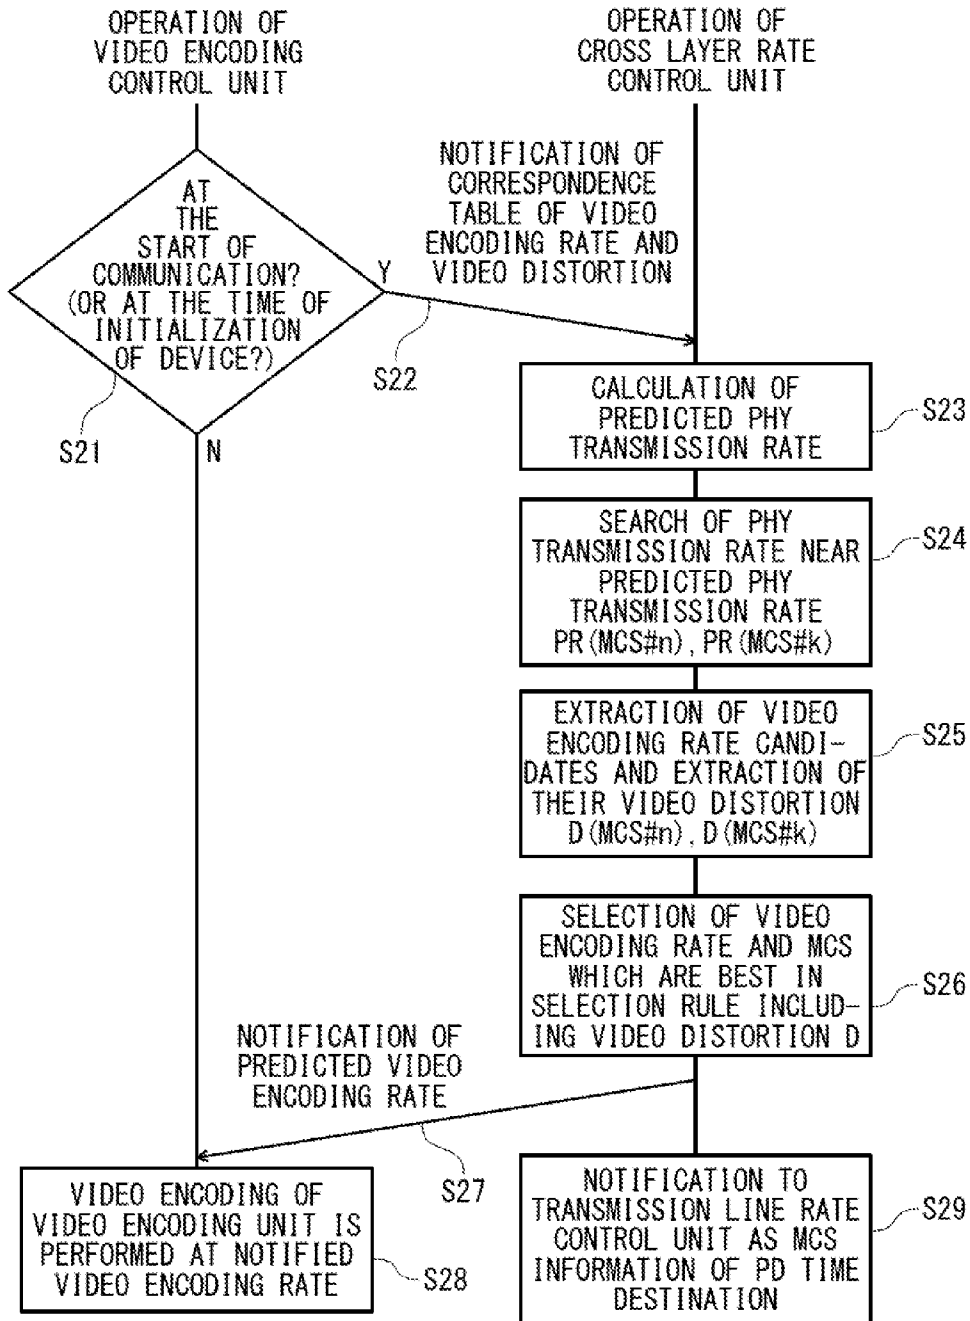 OPERATION OF
VIDEO ENCODING
CONTROL UNIT
OPERATION OF
CROSS LAYER RATE
CONTROL UNIT
AT
THE
START OF
COMMUNICATION?
(OR AT THE TIME OF
INITIALIZATION
OF DEVICE?)
S21
Y
N
NOTIFICATION OF
CORRESPONDENCE
TABLE OF VIDEO
ENCODING RATE AND
VIDEO DISTORTION
S22
CALCULATION OF
PREDICTED PHY
TRANSMISSION RATE
S23
SEARCH OF PHY
TRANSMISSION RATE NEAR
PREDICTED PHY
TRANSMISSION RATE
PR(MCS#n), PR(MCS#k)
S24
EXTRACTION OF VIDEO
ENCODING RATE CANDI-
DATES AND EXTRACTION OF
THEIR VIDEO DISTORTION
D(MCS#n), D(MCS#k)
S25
SELECTION OF VIDEO
ENCODING RATE AND MCS
WHICH ARE BEST IN
SELECTION RULE INCLUD-
ING VIDEO DISTORTION D
S26
NOTIFICATION OF
PREDICTED VIDEO
ENCODING RATE
S27
VIDEO ENCODING OF
VIDEO ENCODING UNIT IS
PERFORMED AT NOTIFIED
VIDEO ENCODING RATE
S28
NOTIFICATION TO
TRANSMISSION LINE RATE
CONTROL UNIT AS MCS
INFORMATION OF PD TIME
DESTINATION
S29